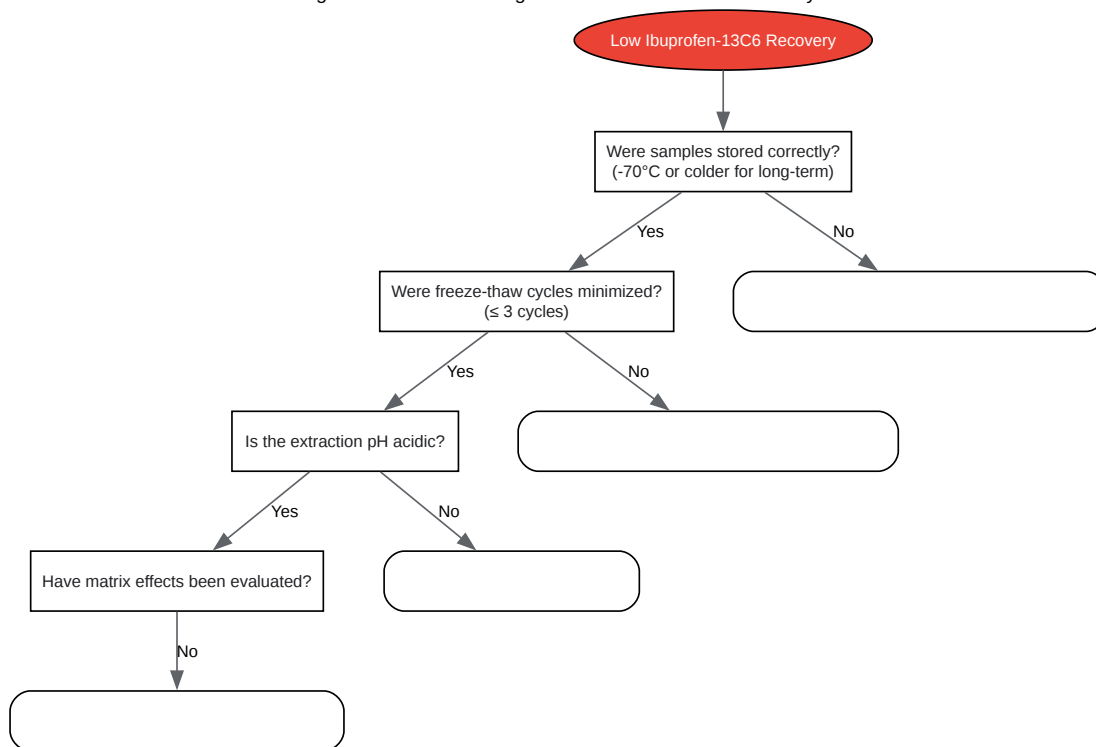 Low Ibuprofen-13C6 Recovery
Were samples stored correctly?
(-70°C or colder for long-term)
Yes
No
Were freeze-thaw cycles minimized?
(≤ 3 cycles)
Yes
No
Is the extraction pH acidic?
Yes
No
Have matrix effects been evaluated?
No